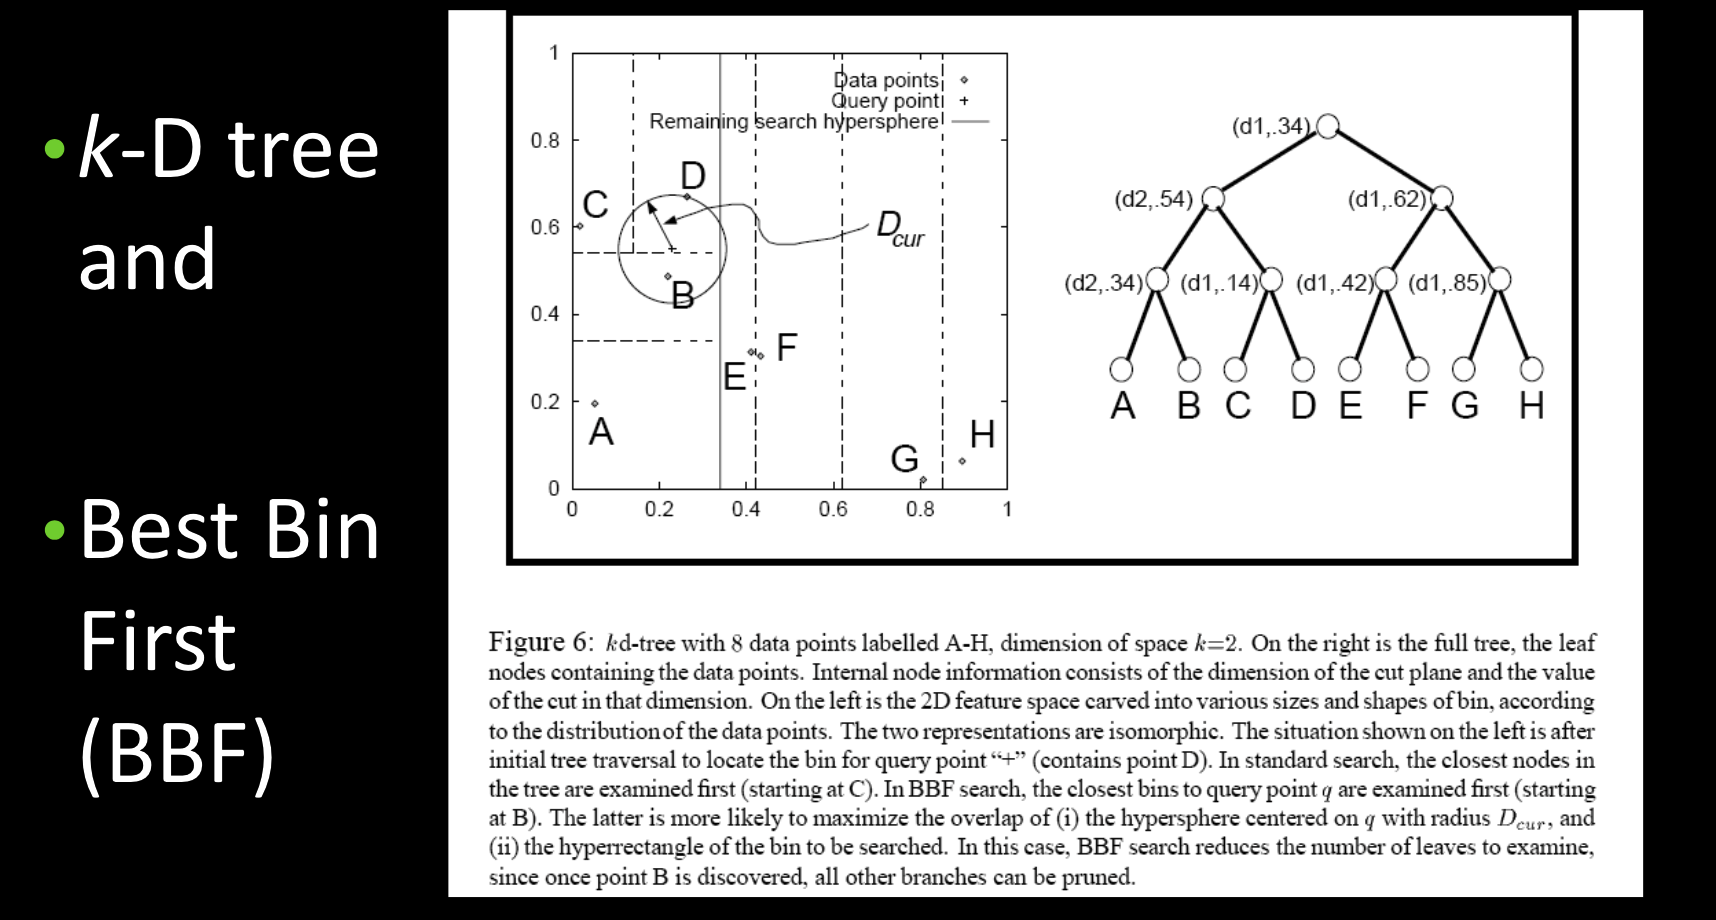 •k-D tree
and
•Best Bin
First
(BBF)
1
0.8
0.6
0.4
0.2
0
0
0.2
0.4
0.6
0.8
1
Data points
Query point
Remaining search hypersphere
D
C
Dcur
B
F
E
A
H
G
(d1,.34)
(d2,.54)
(d1,.62)
(d2,.34)
(d1,.14)
(d1,.42)
(d1,.85)
A B C D E F G H
Figure 6: kd-tree with 8 data points labelled A-H, dimension of space k=2. On the right is the full tree, the leaf
nodes containing the data points. Internal node information consists of the dimension of the cut plane and the value
of the cut in that dimension. On the left is the 2D feature space carved into various sizes and shapes of bin, according
to the distribution of the data points. The two representations are isomorphic. The situation shown on the left is after
initial tree traversal to locate the bin for query point “+” (contains point D). In standard search, the closest nodes in
the tree are examined first (starting at C). In BBF search, the closest bins to query point q are examined first (starting
at B). The latter is more likely to maximize the overlap of (i) the hypersphere centered on q with radius Dcur, and
(ii) the hyperrectangle of the bin to be searched. In this case, BBF search reduces the number of leaves to examine,
since once point B is discovered, all other branches can be pruned.